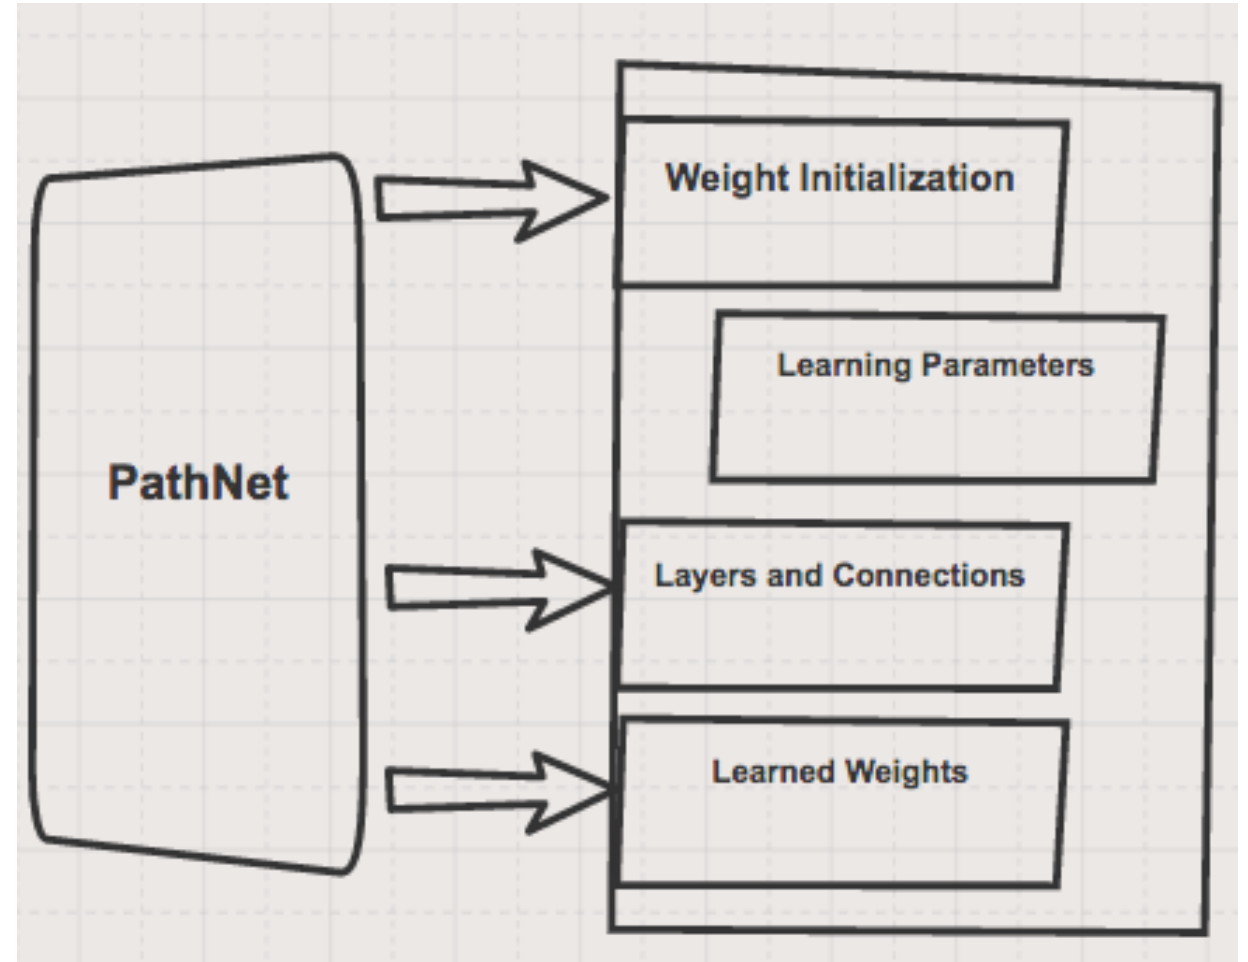 PathNet
Weight Initialization
Learning Parameters
Layers and Connections
Learned Weights